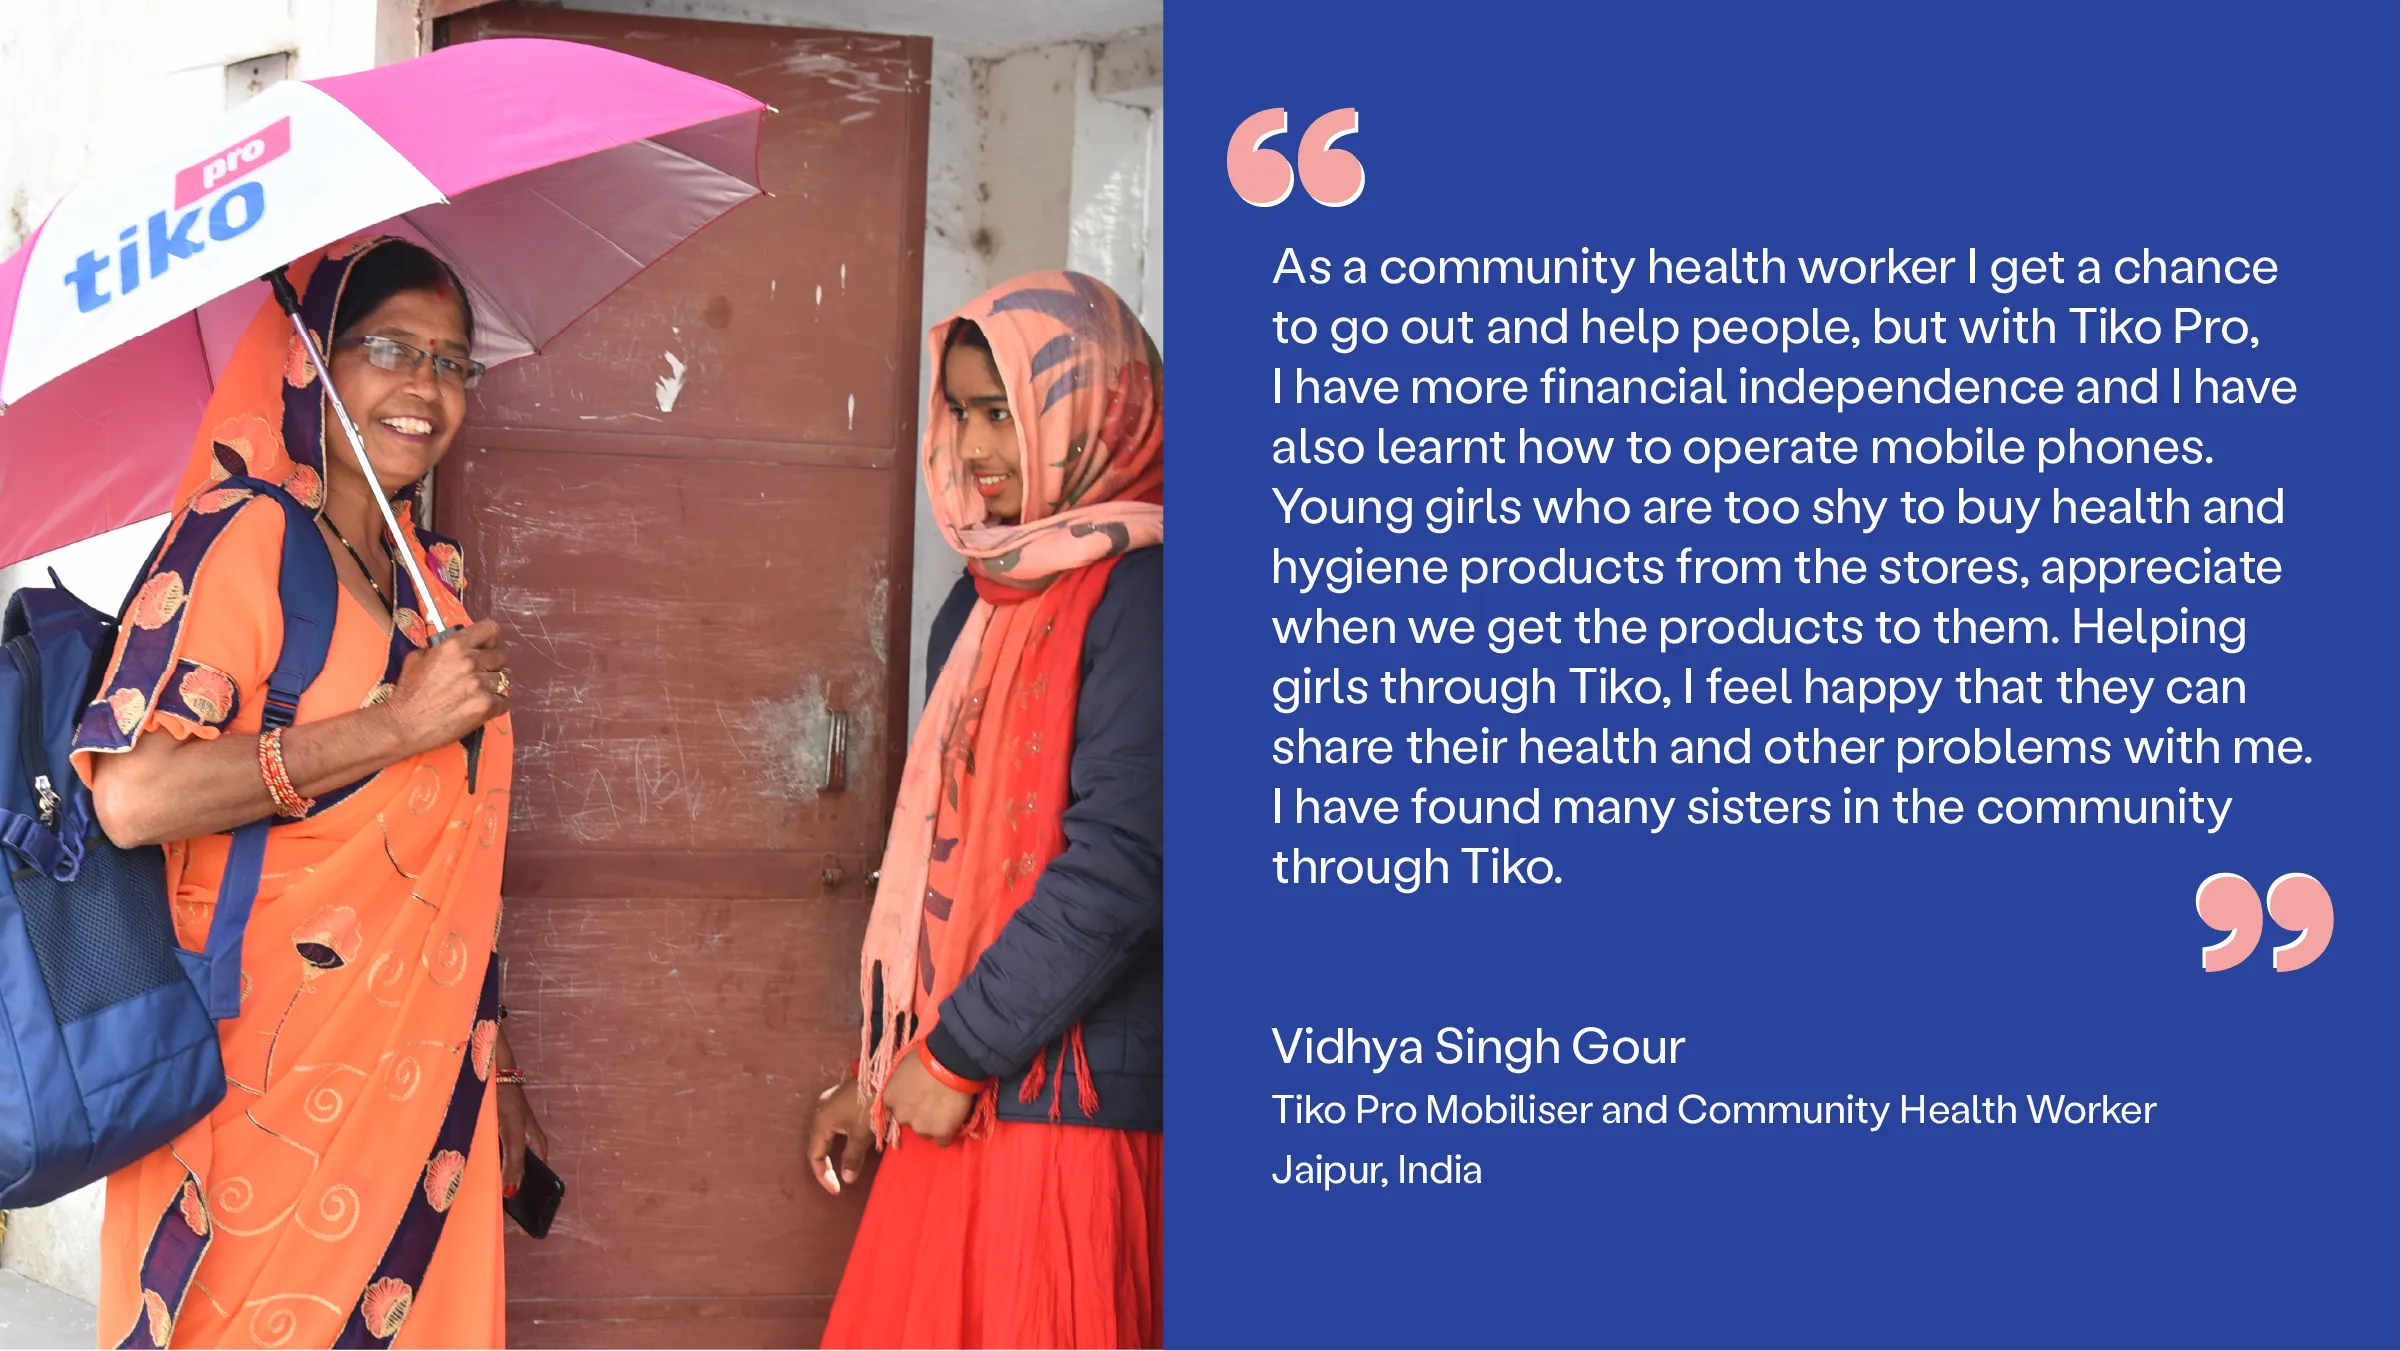 pro
tiko
As a community health worker I get a chance
to go out and help people, but with Tiko Pro,
I have more financial independence and I have
also learnt how to operate mobile phones.
Young girls who are too shy to buy health and
hygiene products from the stores, appreciate
when we get the products to them. Helping
girls through Tiko, I feel happy that they can
share their health and other problems with me.
I have found many sisters in the community
through Tiko.
Vidhya Singh Gour
Tiko Pro Mobiliser and Community Health Worker
Jaipur, India